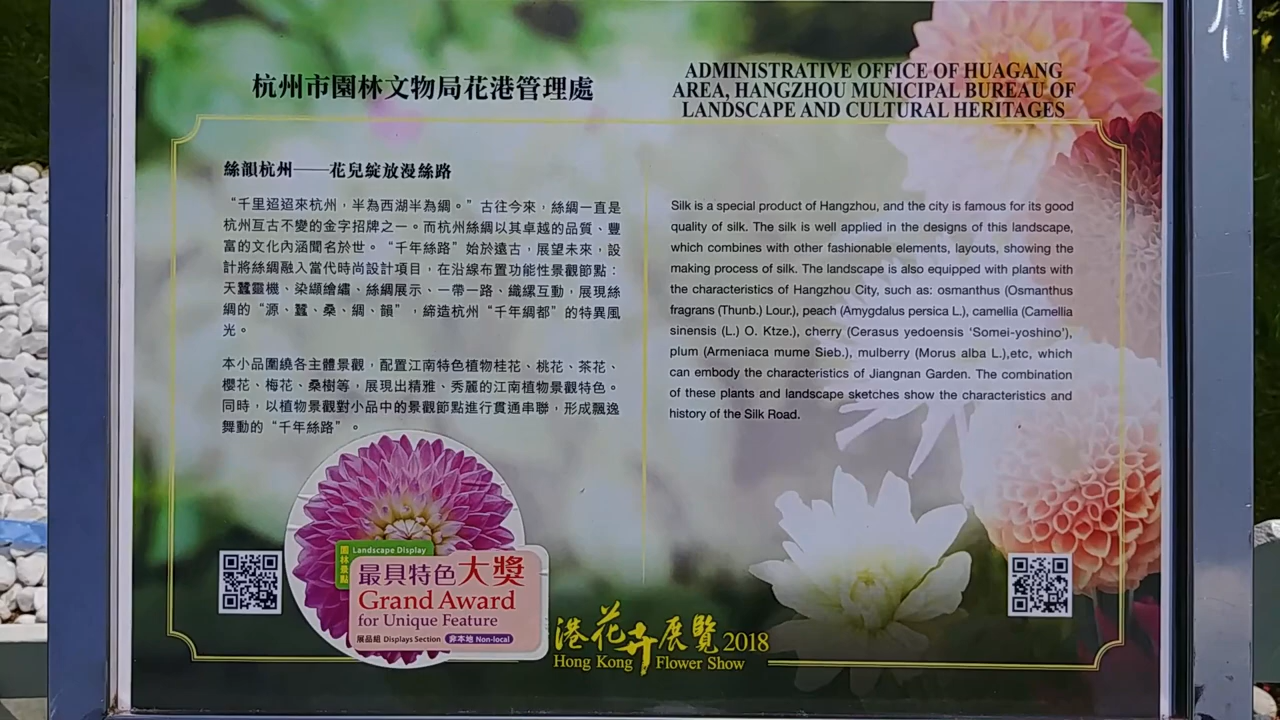 杭州市園林文物局花港管理處
ADMINISTRATIVE OFFICE OF HUAGANG
AREA, HANGZHOU MUNICIPAL BUREAU OF
LANDSCAPE AND CULTURAL HERITAGES
絲韻杭州——花兒綻放漫絲路
“千里迢迢來杭州，半為西湖半為綢。”古往今來，絲綢一直是
杭州亙古不變的金字招牌之一。而杭州絲綢以其卓越的品質、豐
富的文化內涵聞名於世。“千年絲路”始於遠古，展望未來，設
計將絲綢融入當代時尚設計項目，在沿線布置功能性景觀節點：
天蠶靈機、染纈繪繡、絲綢展示、一帶一路、織縲互動，展現絲
綢的“源、蠶、桑、綢、韻”，締造杭州“千年綢都”的特異風
光。
本小品圍繞各主體景觀，配置江南特色植物桂花、桃花、茶花、
櫻花、梅花、桑樹等，展現出精雅、秀麗的江南植物景觀特色。
同時，以植物景觀對小品中的景觀節點進行貫通串聯，形成飄逸
舞動的“千年絲路”。
Silk is a special product of Hangzhou, and the city is famous for its good
quality of silk. The silk is well applied in the designs of this landscape,
which combines with other fashionable elements, layouts, showing the
making process of silk. The landscape is also equipped with plants with
the characteristics of Hangzhou City, such as: osmanthus (Osmanthus
fragrans (Thunb.) Lour.), peach (Amygdalus persica L.), camellia (Camellia
sinensis (L.) O. Ktze.), cherry (Cerasus yedoensis ‘Somei-yoshino’),
plum (Armeniaca mume Sieb.), mulberry (Morus alba L.),etc, which
can embody the characteristics of Jiangnan Garden. The combination
of these plants and landscape sketches show the characteristics and
history of the Silk Road.
園林景點
Landscape Display
最具特色大獎
Grand Award
for Unique Feature
展品組 Displays Section 非本地 Non-local
港花卉展覽 2018
Hong Kong Flower Show